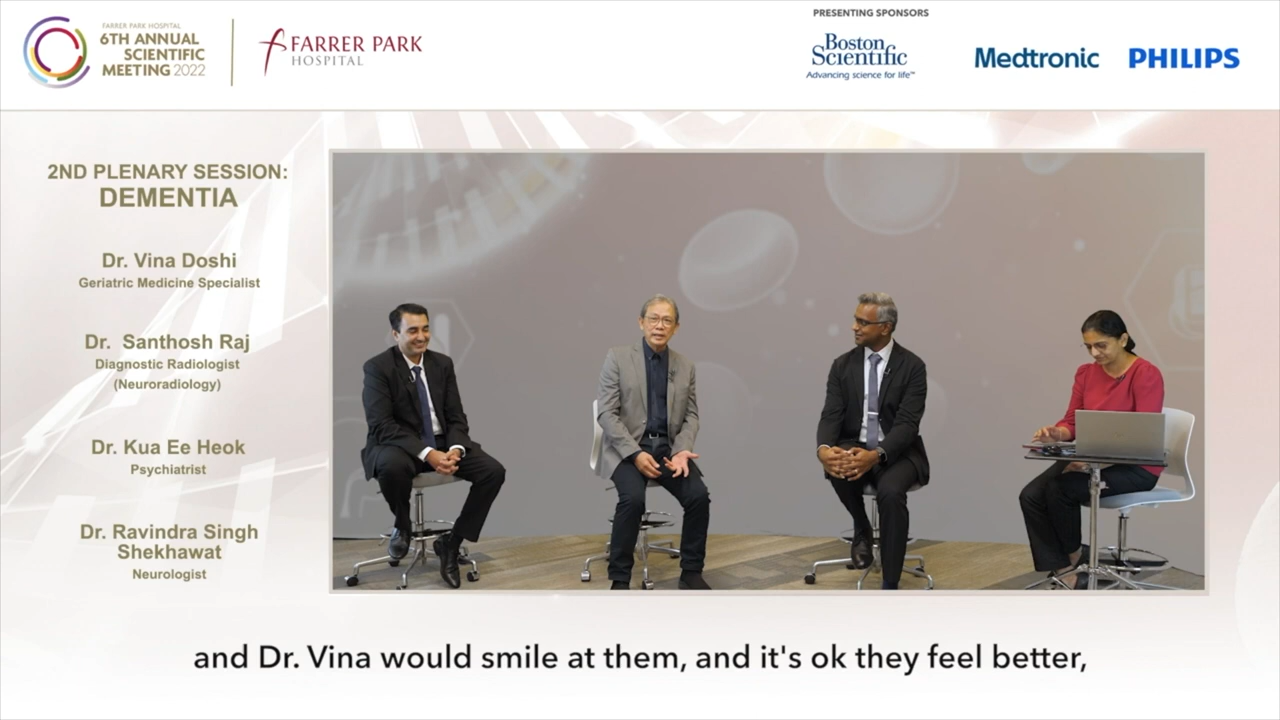 FARRER PARK HOSPITAL
6TH ANNUAL
SCIENTIFIC
MEETING 2022
FARRER PARK
HOSPITAL
PRESENTING SPONSORS
Boston
Scientific
Advancing science for life™
Medtronic
PHILIPS
2ND PLENARY SESSION:
DEMENTIA
Dr. Vina Doshi
Geriatric Medicine Specialist
Dr. Santhosh Raj
Diagnostic Radiologist
(Neuroradiology)
Dr. Kua Ee Heok
Psychiatrist
Dr. Ravindra Singh
Shekhawat
Neurologist
and Dr. Vina would smile at them, and it's ok they feel better,